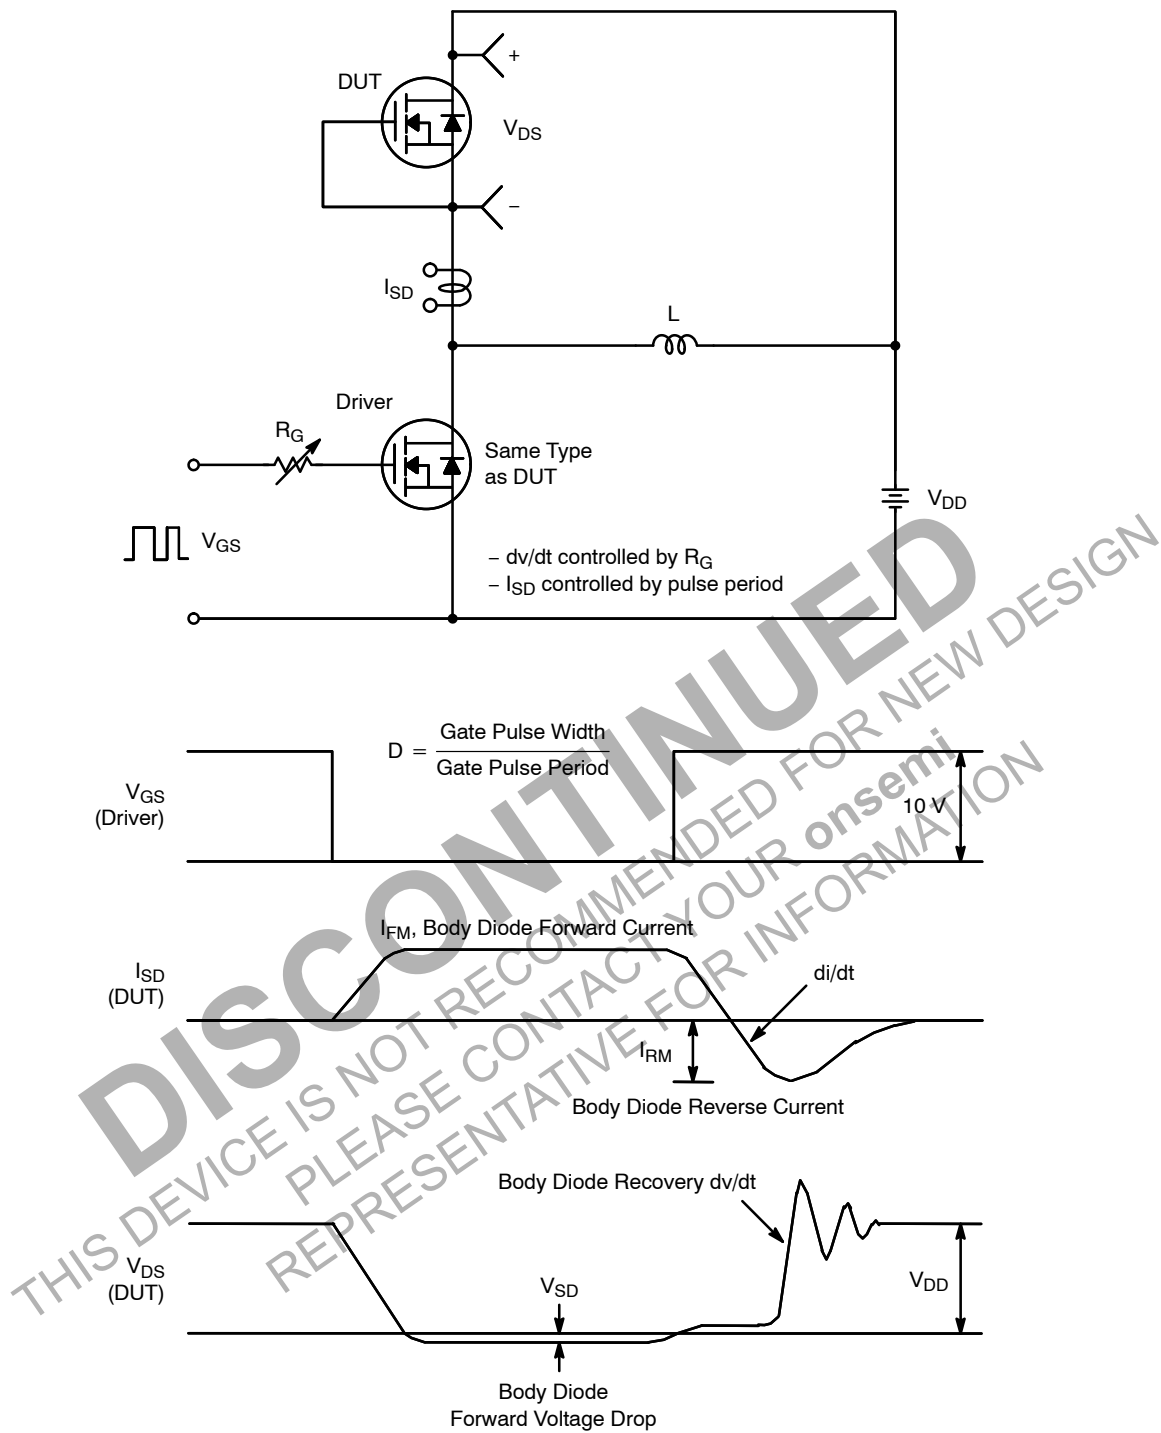 +
DUT
VDS
−
ISD
L
Driver
RG
Same Type
as DUT
VDD
VGS
− dv/dt controlled by RG
− ISD controlled by pulse period
D = Gate Pulse Width
Gate Pulse Period
VGS
(Driver)
10 V
IFM, Body Diode Forward Current
ISD
(DUT)
di/dt
IRM
Body Diode Reverse Current
Body Diode Recovery dv/dt
VDS
(DUT)
VSD
VDD
Body Diode
Forward Voltage Drop
DISCONTINUED
THIS DEVICE IS NOT RECOMMENDED FOR NEW DESIGN
PLEASE CONTACT YOUR onsemi
REPRESENTATIVE FOR INFORMATION